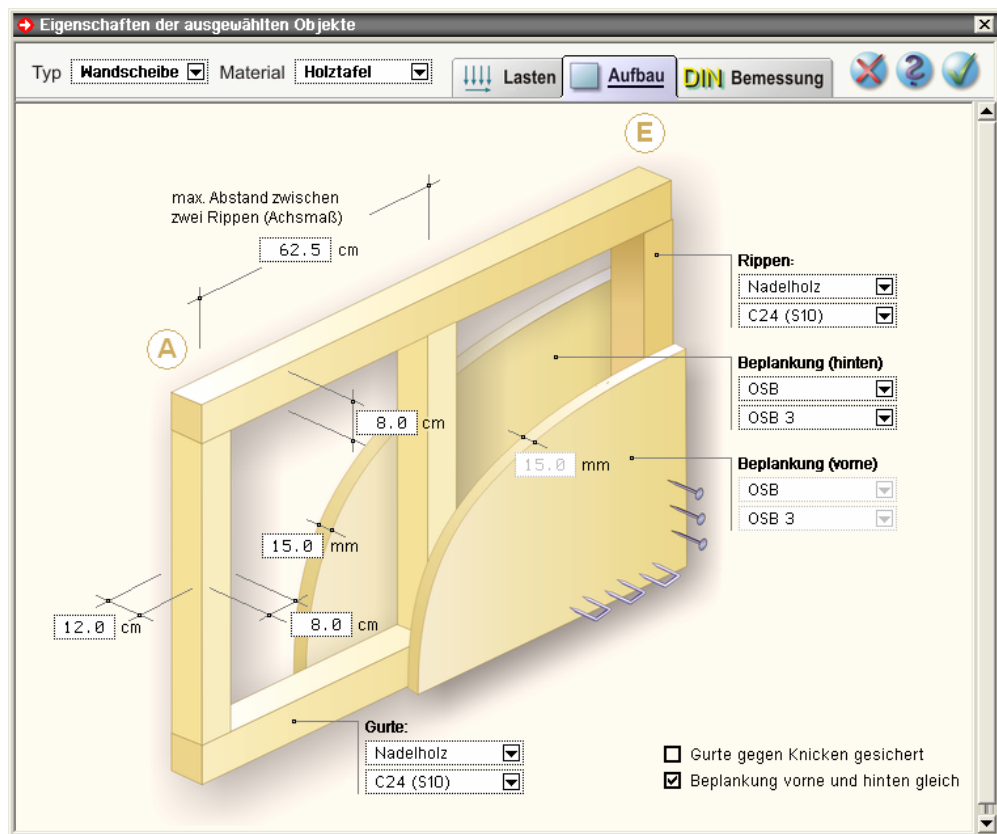 Eigenschaften der ausgewählten Objekte
Typ Wandscheibe Material Holztafel Lasten Aufbau DIN Bemessung
E
max. Abstand zwischen
zwei Rippen (Achsmaß)
62.5 cm
Rippen:
Nadelholz
C24 (S10)
A
Beplankung (hinten)
OSB
OSB 3
8.0 cm
15.0 mm
Beplankung (vorne)
OSB
OSB 3
15.0 mm
12.0 cm
8.0 cm
Gurte:
Nadelholz
C24 (S10)
Gurte gegen Knicken gesichert
Beplankung vorne und hinten gleich